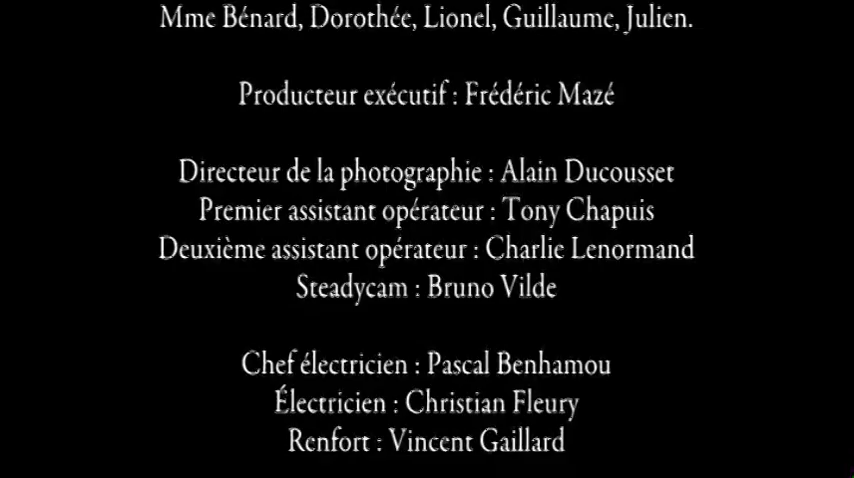 Mme Bénard, Dorothée, Lionel, Guillaume, Julien.
Producteur exécutif : Frédéric Mazé
Directeur de la photographie : Alain Ducousset
Premier assistant opérateur : Tony Chapuis
Deuxième assistant opérateur : Charlie Lenormand
Steadycam : Bruno Vilde
Chef électricien : Pascal Benhamou
Électricien : Christian Fleury
Renfort : Vincent Gaillard